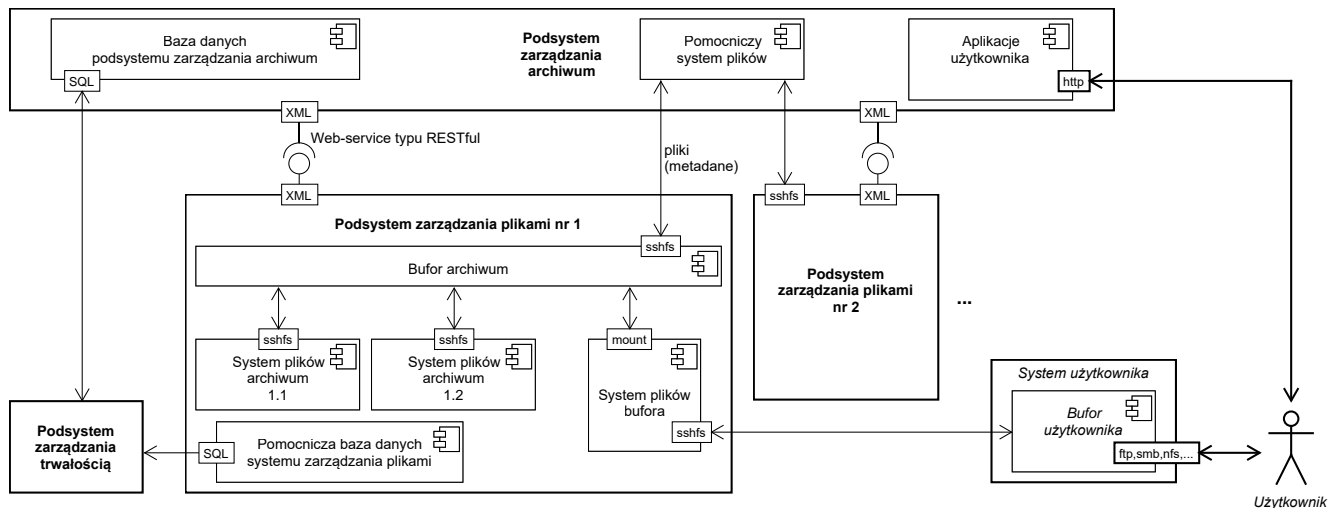 Baza danych
podsystemu zarządzania archiwum
SQL
Podsystem
zarządzania
archiwum
Pomocniczy
system plików
Aplikacje
użytkownika
http
XML
XML
Web-service typu RESTful
pliki
(metadane)
XML
sshfs
XML
Podsystem zarządzania plikami nr 1
sshfs
Bufor archiwum
Podsystem
zarządzania plikami
nr 2
...
sshfs
sshfs
mount
System plików
archiwum
1.1
System plików
archiwum
1.2
System plików
bufora
sshfs
System użytkownika
Bufor
użytkownika
ftp,smb,nfs,...
Podsystem
zarządzania
trwałością
SQL
Pomocnicza baza danych
systemu zarządzania plikami
Użytkownik